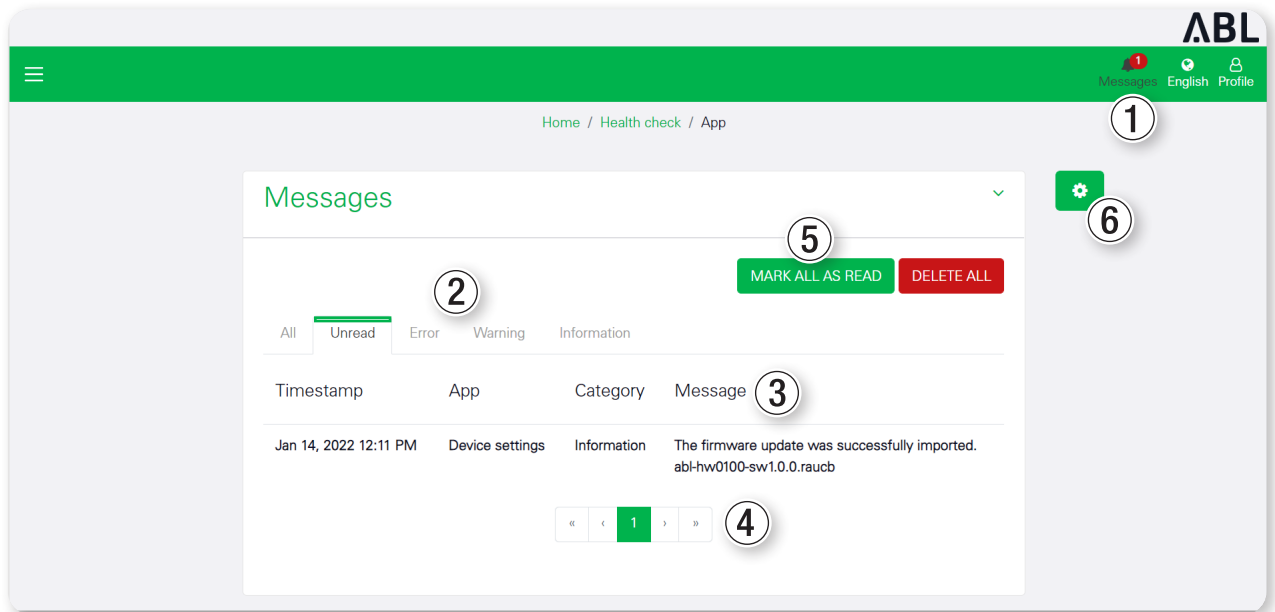 ABL
1
Messages English Profile
1
Home / Health check / App
Messages
6
5
MARK ALL AS READ DELETE ALL
2
All Unread Error Warning Information
Timestamp App Category Message 3
Jan 14, 2022 12:11 PM Device settings Information The firmware update was successfully imported.
abl-hw0100-sw1.0.0.raucb
« ‹ 1 › » 4